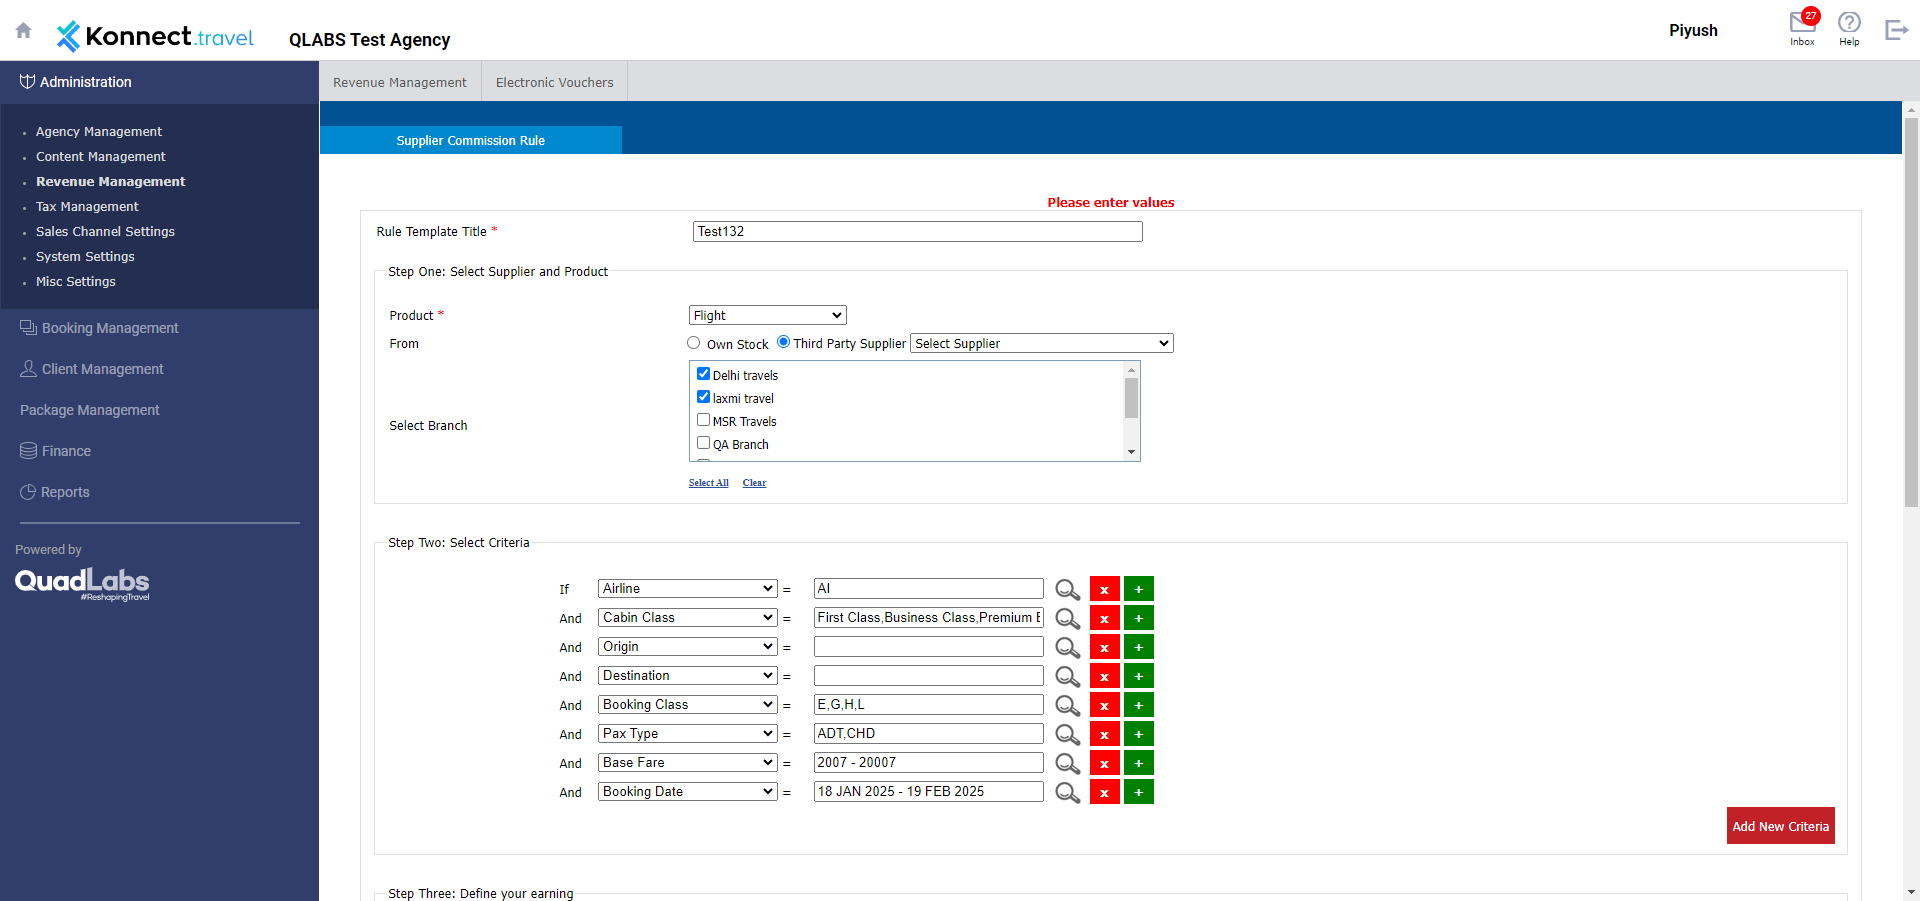 Konnect.travel
QLABS Test Agency
Piyush
27
Inbox
Help
Administration
Agency Management
Content Management
Revenue Management
Tax Management
Sales Channel Settings
System Settings
Misc Settings
Booking Management
Client Management
Package Management
Finance
Reports
Powered by
QuadLabs
#ReshapingTravel
Revenue Management
Electronic Vouchers
Supplier Commission Rule
Please enter values
Rule Template Title *
Test132
Step One: Select Supplier and Product
Product *
Flight
From
Own Stock
Third Party Supplier
Select Supplier
Select Branch
Delhi travels
laxmi travel
MSR Travels
QA Branch
Select All
Clear
Step Two: Select Criteria
If Airline = AI x +
And Cabin Class = First Class,Business Class,Premium E x +
And Origin = x +
And Destination = x +
And Booking Class = E,G,H,L x +
And Pax Type = ADT,CHD x +
And Base Fare = 2007 - 20007 x +
And Booking Date = 18 JAN 2025 - 19 FEB 2025 x +
Add New Criteria
Step Three: Define your earning